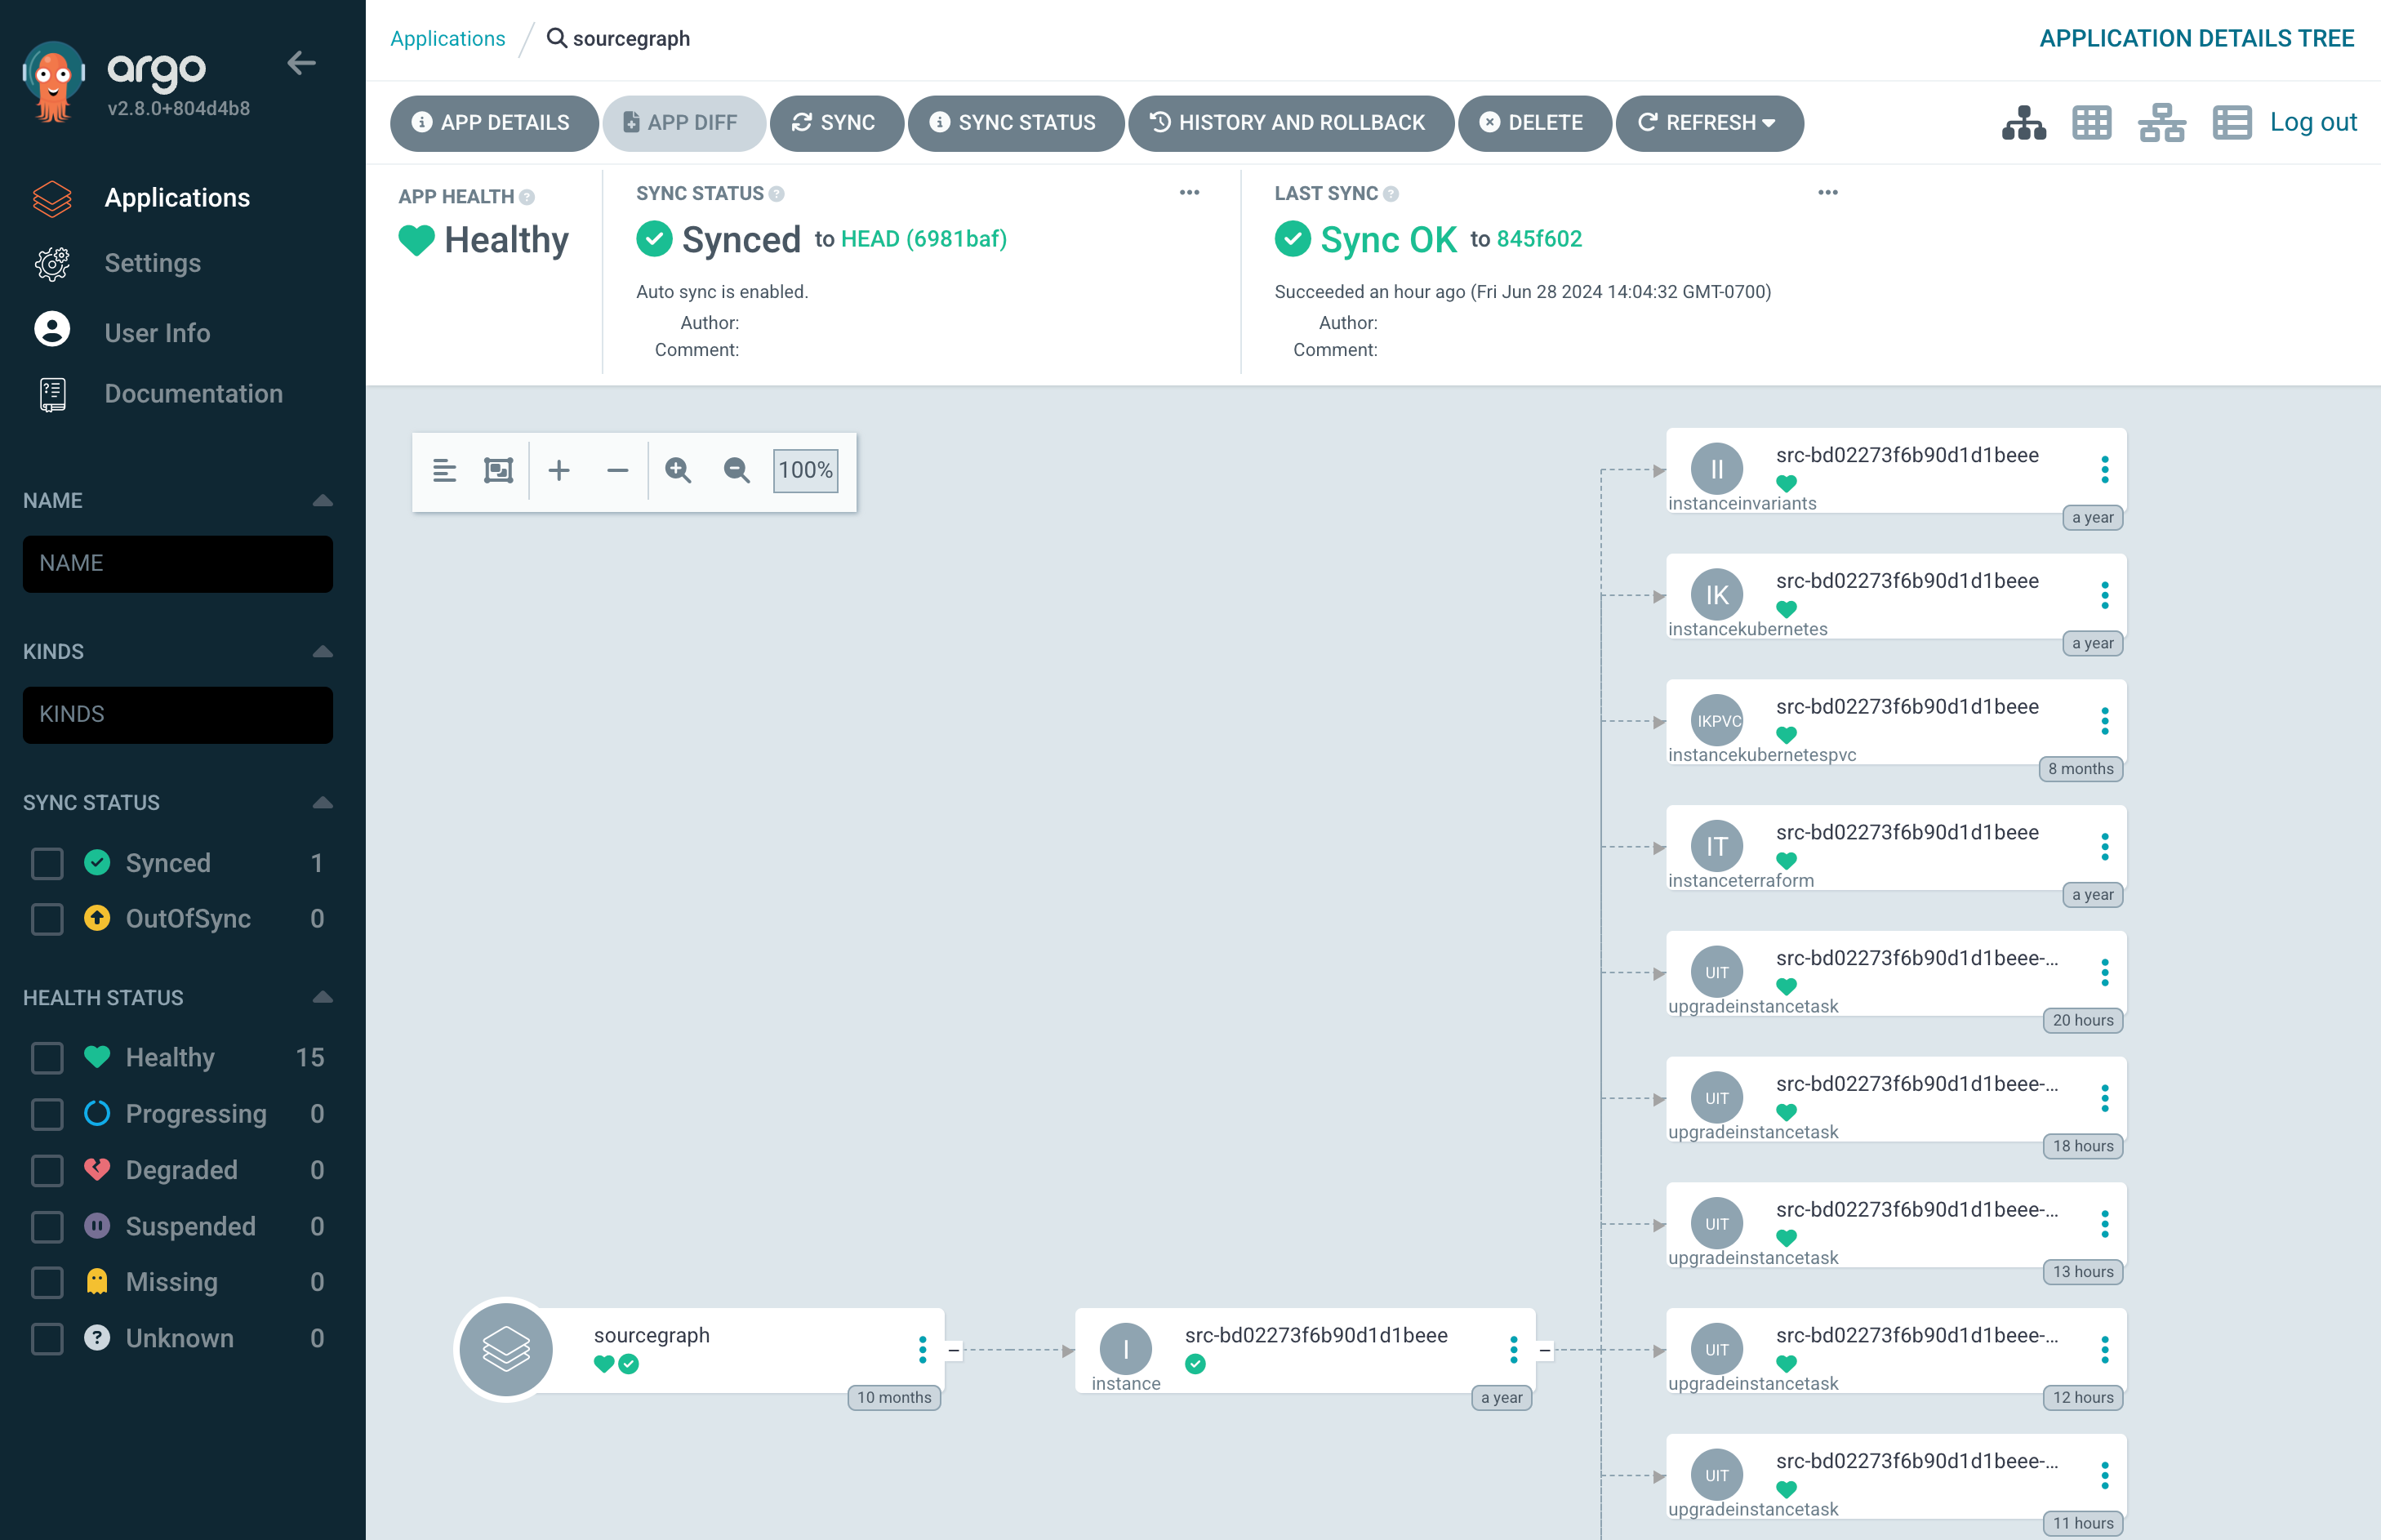 argo
v2.8.0+804d4b8
Applications
Settings
User Info
Documentation
NAME
NAME
KINDS
KINDS
SYNC STATUS
Synced 1
OutOfSync 0
HEALTH STATUS
Healthy 15
Progressing 0
Degraded 0
Suspended 0
Missing 0
Unknown 0
Applications / sourcegraph
APPLICATION DETAILS TREE
APP DETAILS APP DIFF SYNC SYNC STATUS HISTORY AND ROLLBACK DELETE REFRESH Log out
APP HEALTH
Healthy
SYNC STATUS
Synced to HEAD (6981baf)
Auto sync is enabled.
Author:
Comment:
LAST SYNC
Sync OK to 845f602
Succeeded an hour ago (Fri Jun 28 2024 14:04:32 GMT-0700)
Author:
Comment:
100%
sourcegraph
10 months
I
src-bd02273f6b90d1d1beee
instance
a year
II
src-bd02273f6b90d1d1beee
instanceinvariants
a year
IK
src-bd02273f6b90d1d1beee
instancekubernetes
a year
IKPVC
src-bd02273f6b90d1d1beee
instancekubernetespvc
8 months
IT
src-bd02273f6b90d1d1beee
instanceterraform
a year
UIT
src-bd02273f6b90d1d1beee-...
upgradeinstancetask
20 hours
UIT
src-bd02273f6b90d1d1beee-...
upgradeinstancetask
18 hours
UIT
src-bd02273f6b90d1d1beee-...
upgradeinstancetask
13 hours
UIT
src-bd02273f6b90d1d1beee-...
upgradeinstancetask
12 hours
UIT
src-bd02273f6b90d1d1beee-...
upgradeinstancetask
11 hours